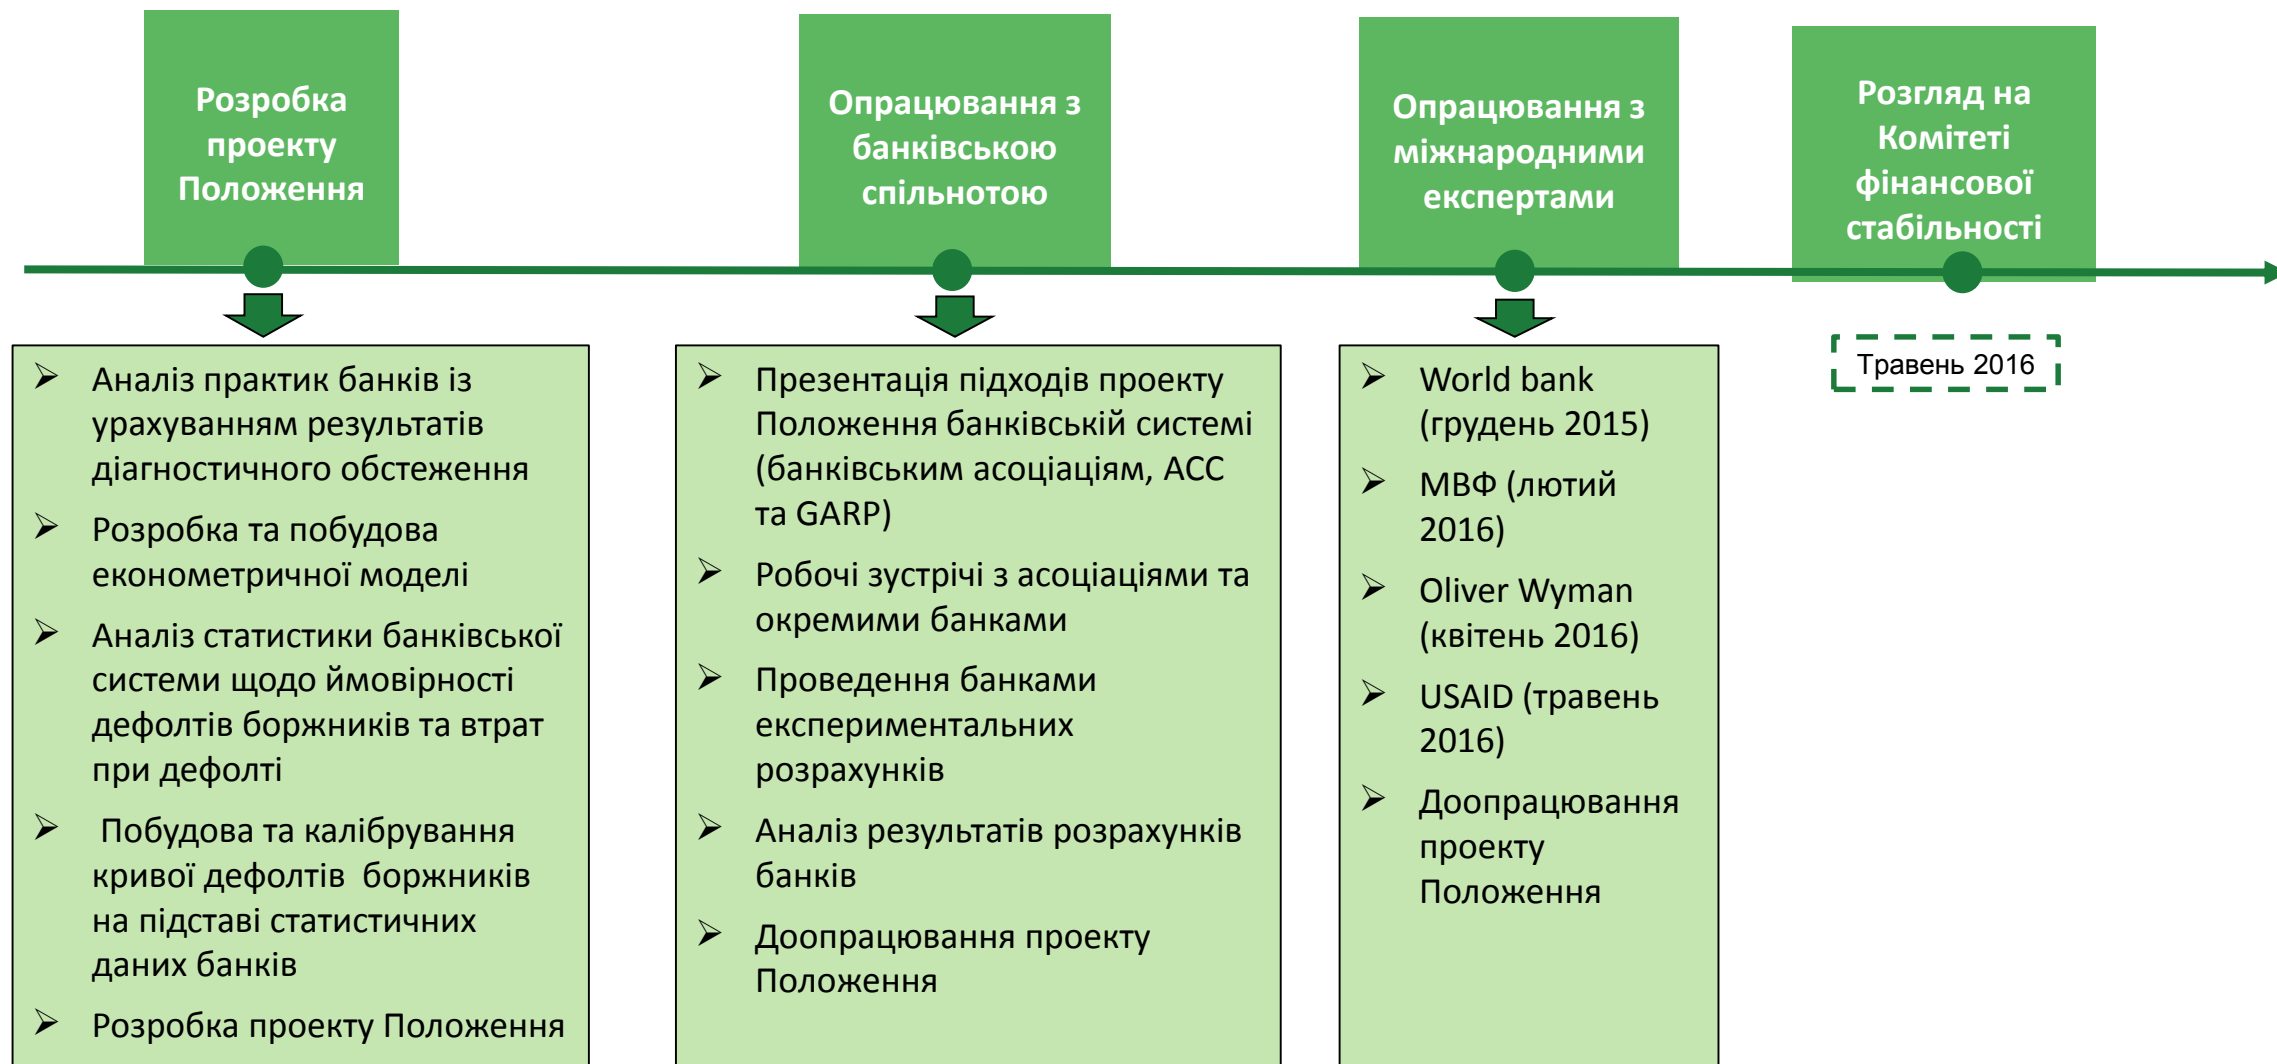 Розробка
проекту
Положення
Опрацювання з
банківською
спільнотою
Опрацювання з
міжнародними
експертами
Розгляд на
Комітеті
фінансової
стабільності
Аналіз практик банків із
урахуванням результатів
діагностичного обстеження
Розробка та побудова
економетричної моделі
Аналіз статистики банківської
системи щодо ймовірності
дефолтів боржників та втрат
при дефолті
Побудова та калібрування
кривої дефолтів боржників
на підставі статистичних
даних банків
Розробка проекту Положення
Презентація підходів проекту
Положення банківській системі
(банківським асоціаціям, АСС
та GARP)
Робочі зустрічі з асоціаціями та
окремими банками
Проведення банками
експериментальних
розрахунків
Аналіз результатів розрахунків
банків
Доопрацювання проекту
Положення
World bank
(грудень 2015)
МВФ (лютий
2016)
Oliver Wyman
(квітень 2016)
USAID (травень
2016)
Доопрацювання
проекту
Положення
Травень 2016